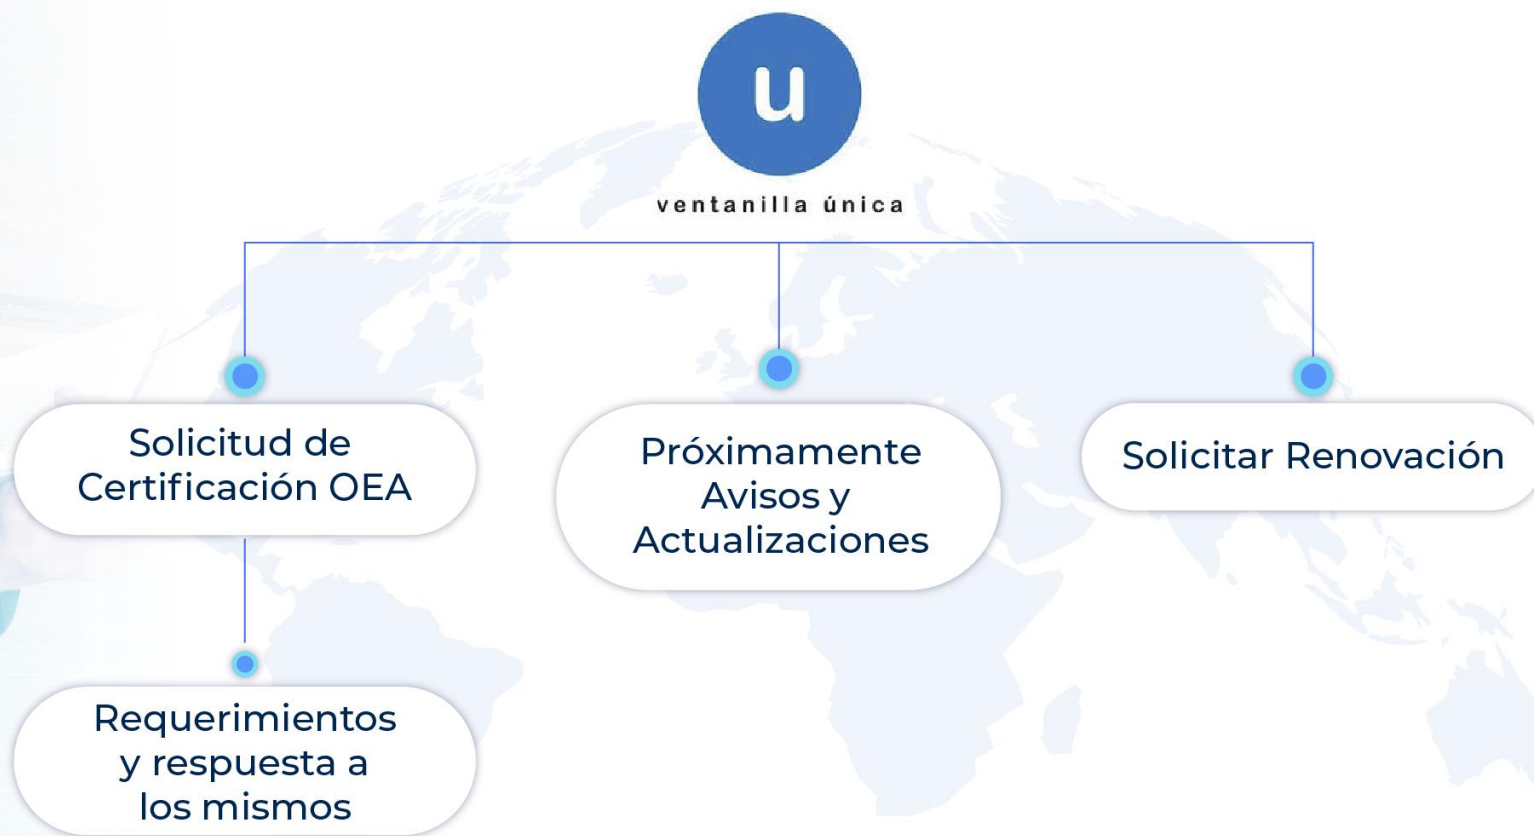 u
ventanilla única
Solicitud de
Certificación OEA
Próximamente
Avisos y
Actualizaciones
Solicitar Renovación
Requerimientos
y respuesta a
los mismos